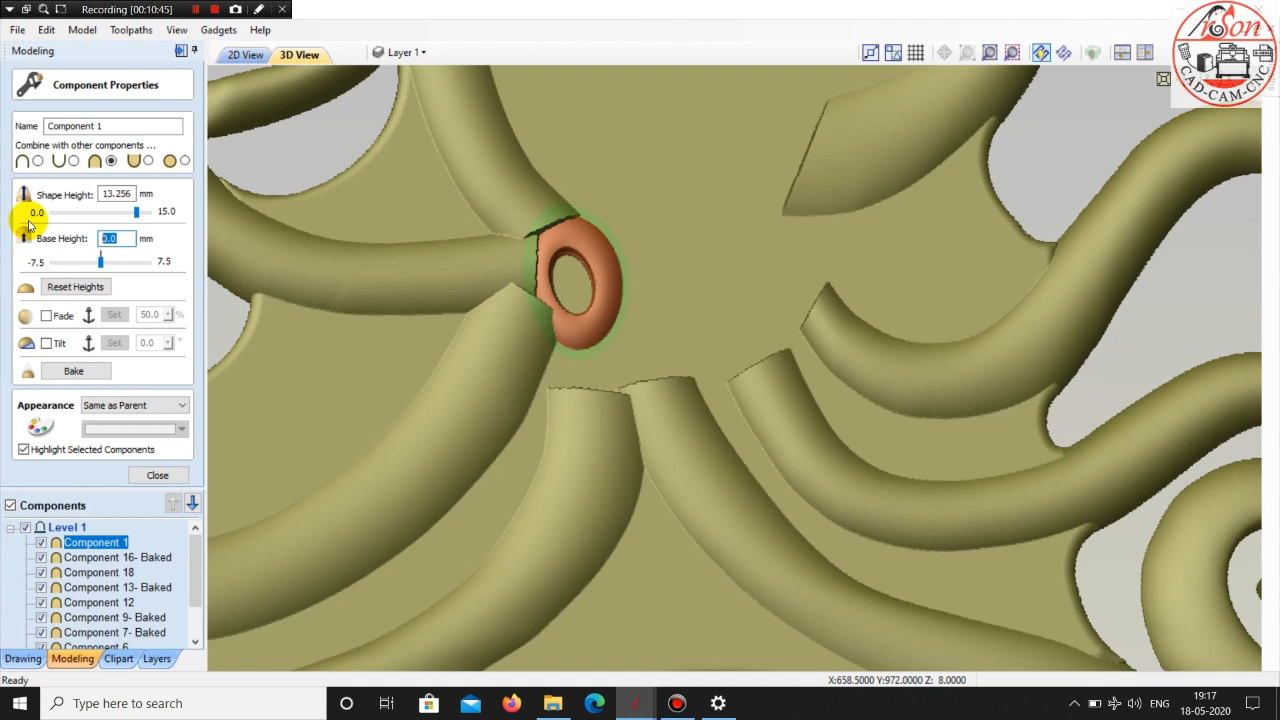 Recording [00:10:45]
File Edit Model Toolpaths View Gadgets Help
Modeling
2D View 3D View Layer 1
Component Properties
Name Component 1
Combine with other components ...
Shape Height: 13.256 mm
0.0 15.0
Base Height: 0.0 mm
-7.5 7.5
Reset Heights
Fade Set 50.0 %
Tilt Set 0.0 °
Bake
Appearance Same as Parent
Highlight Selected Components
Close
Components
Level 1
Component 1
Component 16- Baked
Component 18
Component 13- Baked
Component 12
Component 9- Baked
Component 7- Baked
Component 6
Drawing Modeling Clipart Layers
Ready
X:658.5000 Y:972.0000 Z: 8.0000
Type here to search
ENG
19:17
18-05-2020
CAD-CAM-CNC